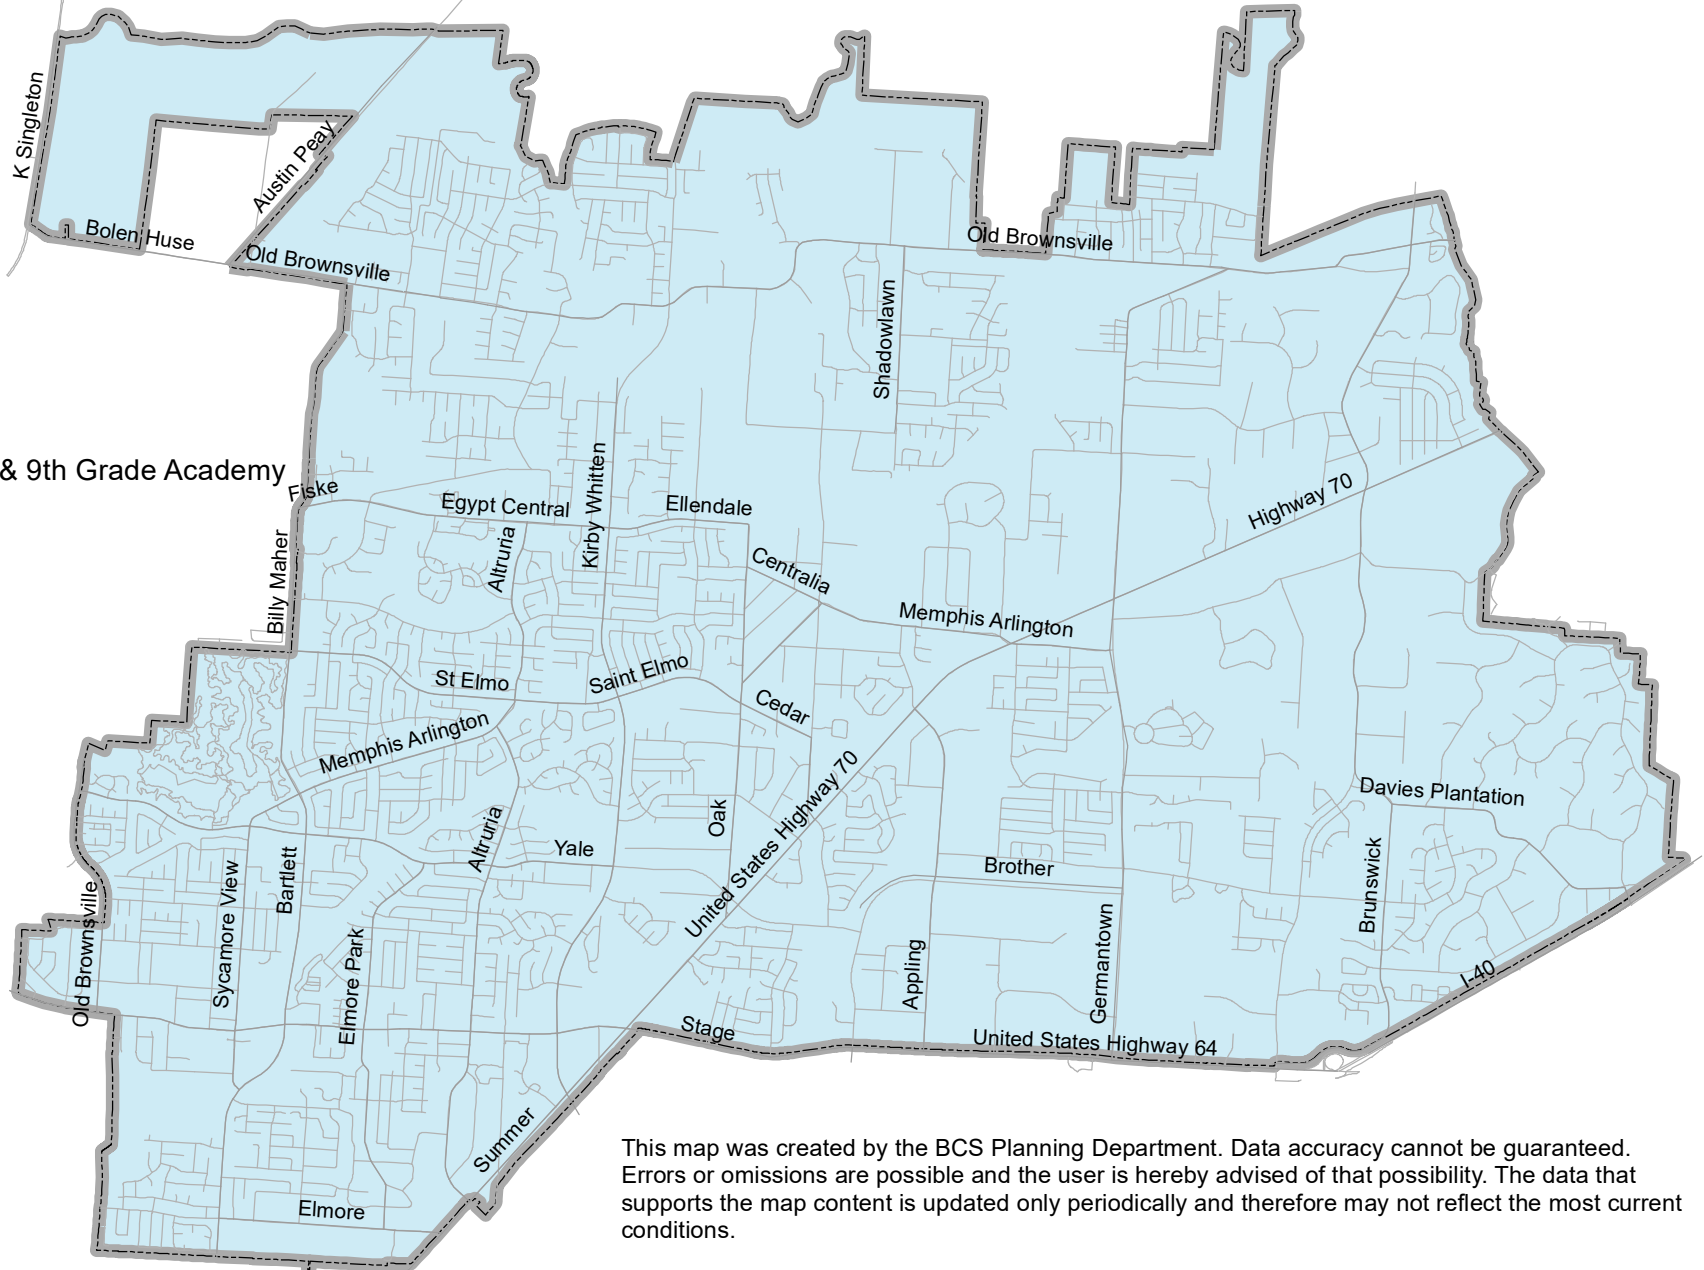 K Singleton
Austin Peay
Bolen Huse
Old Brownsville
Old Brownsville
Shadowlawn
& 9th Grade Academy
Fiske
Egypt Central
Kirby Whitten
Ellendale
Highway 70
Billy Maher
Altruria
Centralia
Memphis Arlington
St Elmo
Saint Elmo
Cedar
Memphis Arlington
Davies Plantation
Oak
United States Highway 70
Altruria
Yale
Brother
Brunswick
Bartlett
Sycamore View
Old Brownsville
Elmore Park
Appling
Germantown
I-40
Stage
United States Highway 64
Summer
Elmore
This map was created by the BCS Planning Department. Data accuracy cannot be guaranteed.
Errors or omissions are possible and the user is hereby advised of that possibility. The data that
supports the map content is updated only periodically and therefore may not reflect the most current
conditions.